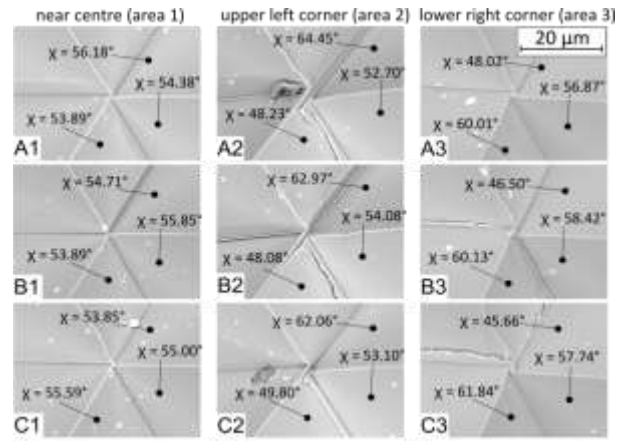 near centre (area 1)
upper left corner (area 2)
lower right corner (area 3)
20 µm
χ = 56.18°
χ = 54.38°
χ = 53.89°
A1
χ = 64.45°
χ = 52.70°
χ = 48.23°
A2
χ = 48.02°
χ = 56.87°
χ = 60.01°
A3
χ = 54.71°
χ = 55.85°
χ = 53.89°
B1
χ = 62.97°
χ = 54.08°
χ = 48.08°
B2
χ = 46.50°
χ = 58.42°
χ = 60.13°
B3
χ = 53.85°
χ = 55.00°
χ = 55.59°
C1
χ = 62.06°
χ = 53.10°
χ = 49.80°
C2
χ = 45.66°
χ = 57.74°
χ = 61.84°
C3